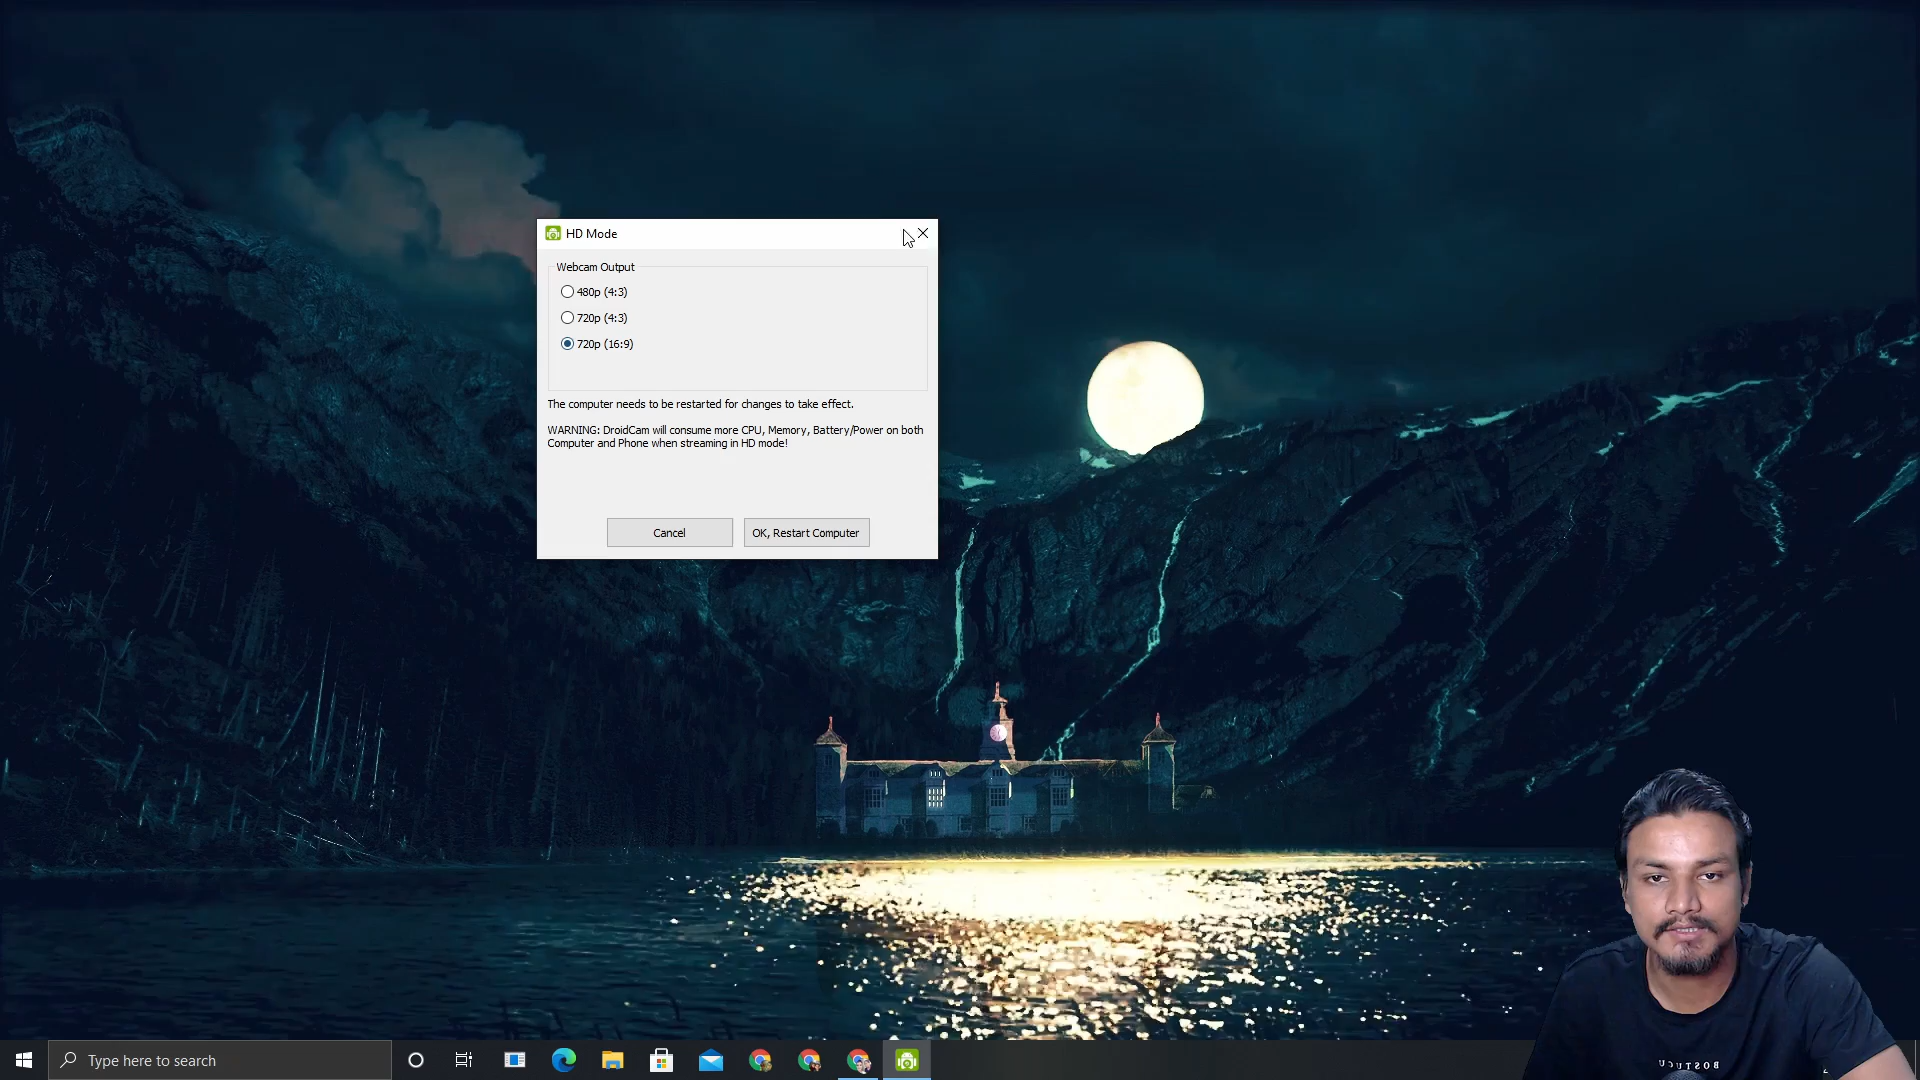 HD Mode
Webcam Output
480p (4:3)
720p (4:3)
720p (16:9)
The computer needs to be restarted for changes to take effect.
WARNING: DroidCam will consume more CPU, Memory, Battery/Power on both
Computer and Phone when streaming in HD mode!
Cancel
OK, Restart Computer
Type here to search
BOSTUCU